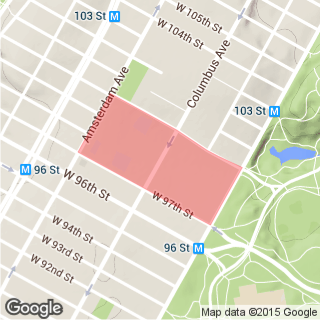 103 St M
W 105th St
W 104th St
Amsterdam Ave
Columbus Ave
103 St M
M 96 St
W 96th St
W 97th St
W 94th St
W 93rd St
W 92nd St
96 St M
Google
Map data ©2015 Google